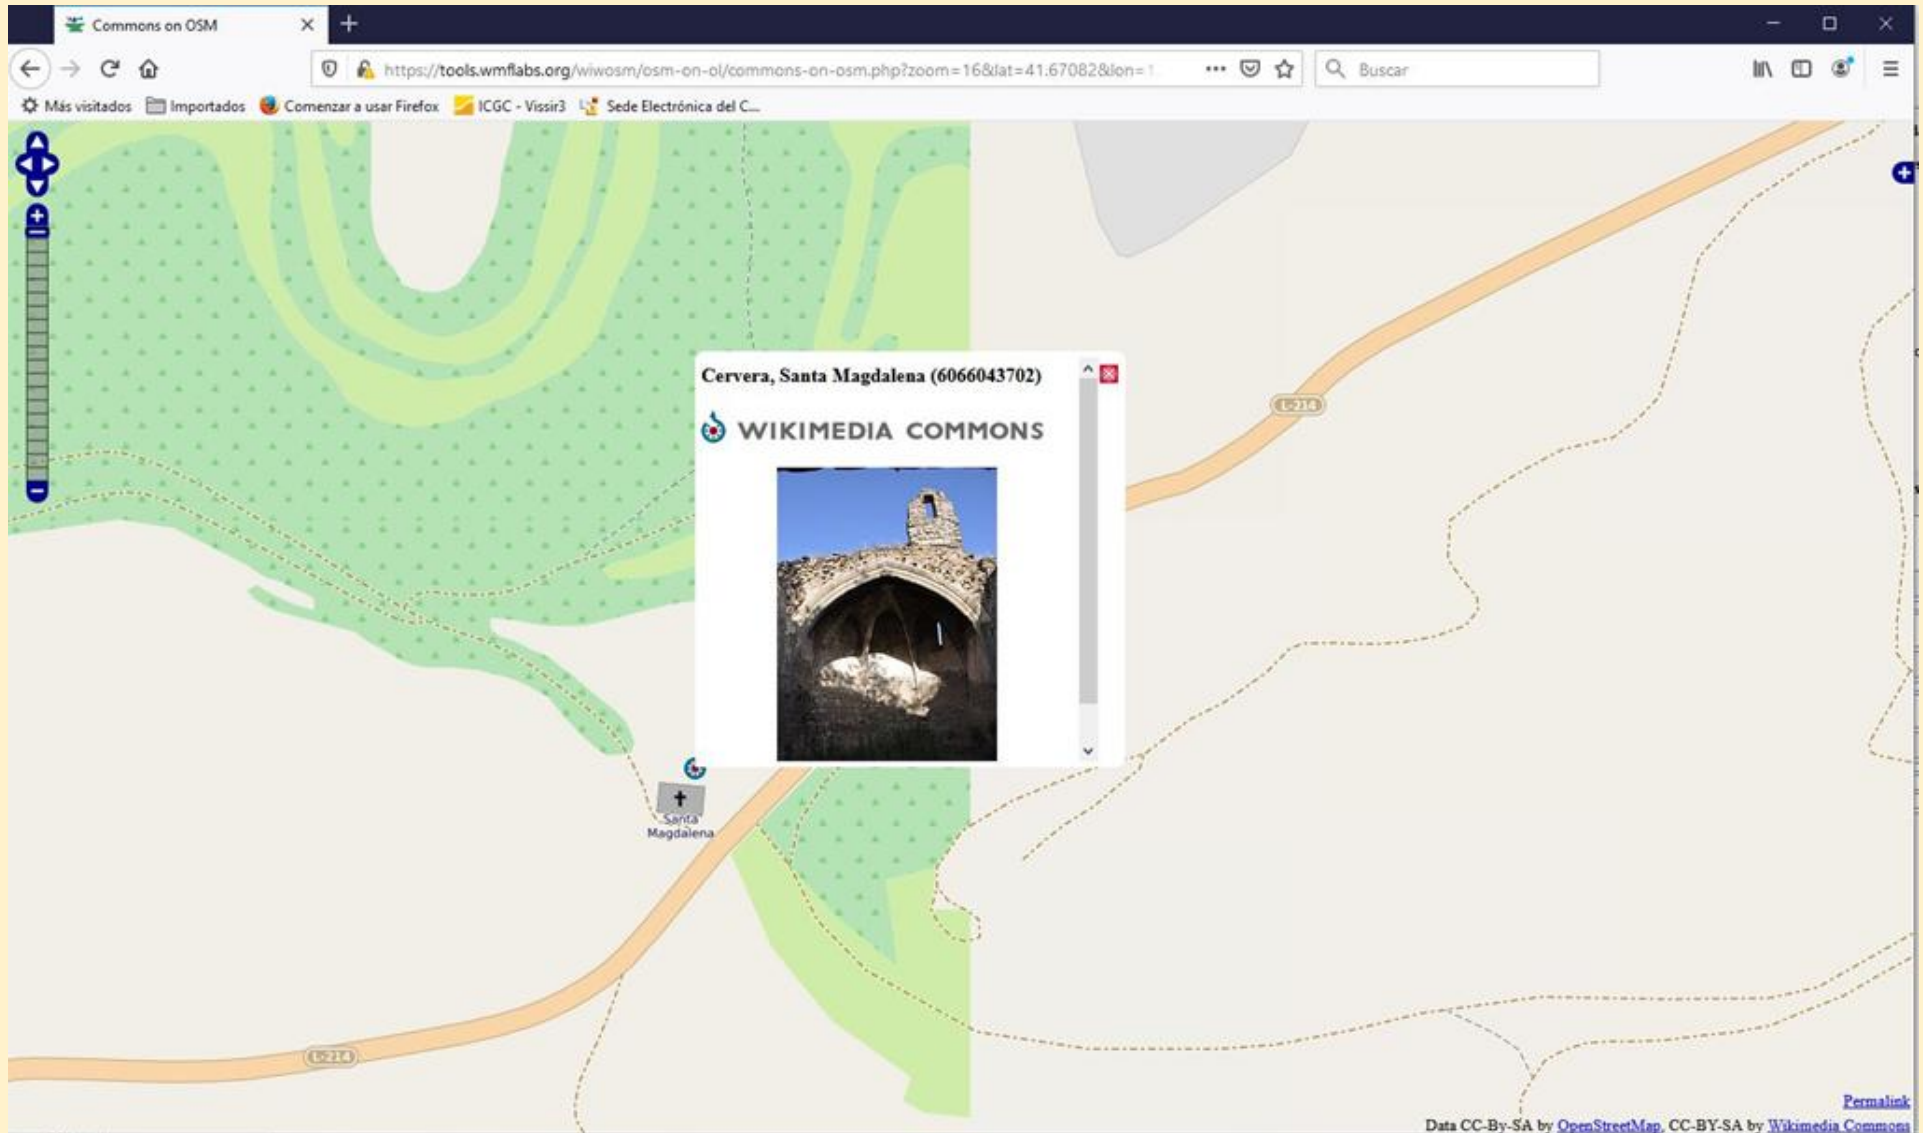 Commons on OSM
https://tools.wmflabs.org/wiwosm/osm-on-ol/commons-on-osm.php?zoom=16&lat=41.67082&lon=1.
Buscar
Más visitados Importados Comenzar a usar Firefox ICGC - Vissir3 Sede Electrónica del C...
Cervera, Santa Magdalena (6066043702)
WIKIMEDIA COMMONS
L-214
Santa
Magdalena
L-214
Permalink
Data CC-By-SA by OpenStreetMap, CC-BY-SA by Wikimedia Commons